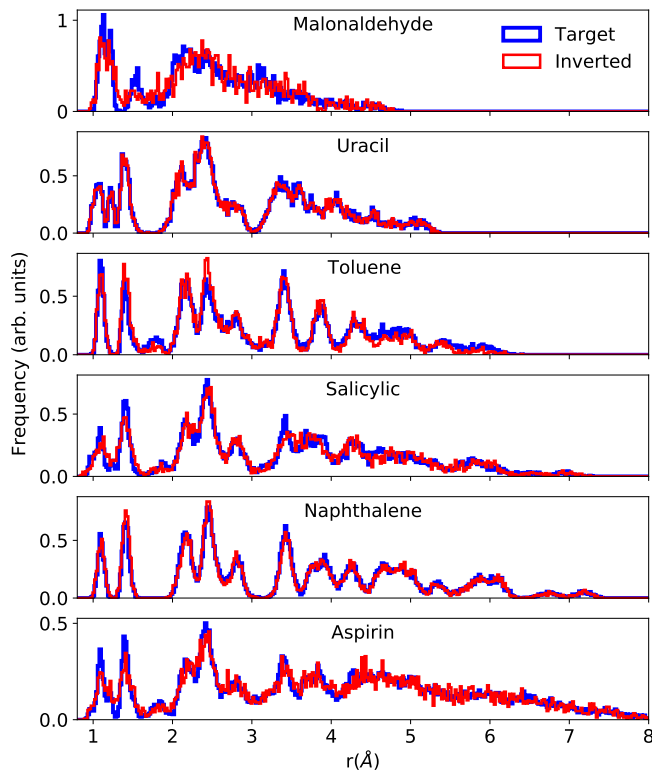 Malonaldehyde
Target
Inverted
1
0
Uracil
0.5
0.0
Toluene
0.5
0.0
Frequency (arb. units)
Salicylic
0.5
0.0
Naphthalene
0.5
0.0
Aspirin
0.5
0.0
1 2 3 4 5 6 7 8
r(Å)